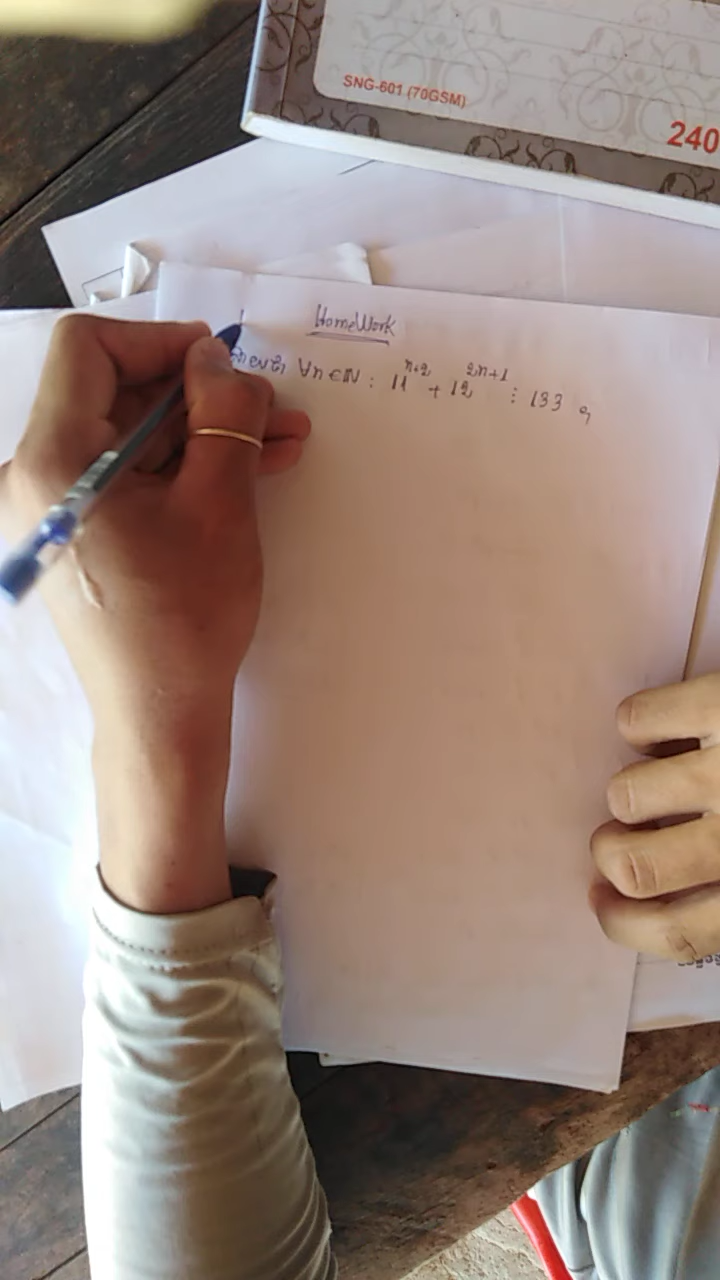 SNG-601 (70GSM)
240
HomeWork
∀n∈ℕ : 11ⁿ⁺² + 12²ⁿ⁺¹ ⋮ 133 ។